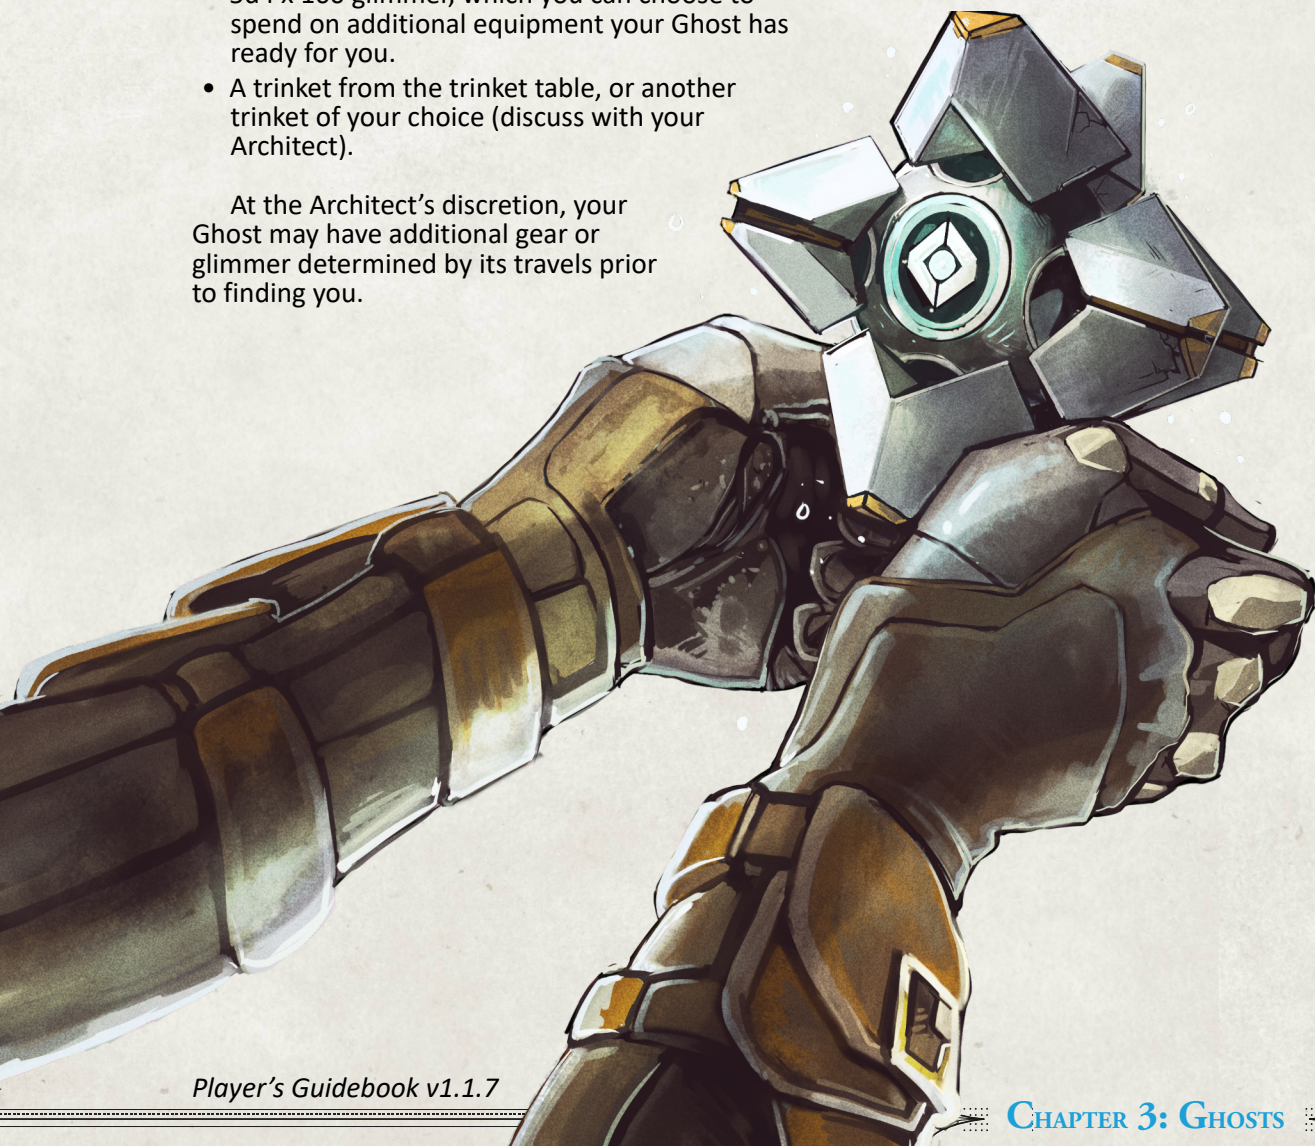 spend on additional equipment your Ghost has
ready for you.
• A trinket from the trinket table, or another
trinket of your choice (discuss with your
Architect).
At the Architect’s discretion, your
Ghost may have additional gear or
glimmer determined by its travels prior
to finding you.
Player’s Guidebook v1.1.7
Chapter 3: Ghosts